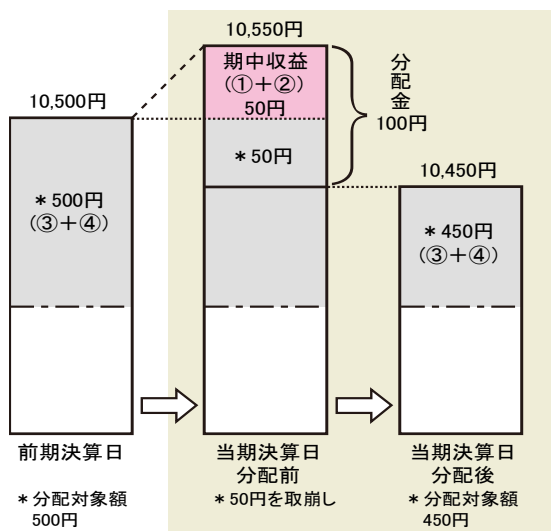 10,500円
＊500円
（③＋④）
前期決算日
＊分配対象額
500円
10,550円
期中収益
（①＋②）
50円
＊50円
分配金
100円
当期決算日
分配前
＊50円を取崩し
10,450円
＊450円
（③＋④）
当期決算日
分配後
＊分配対象額
450円